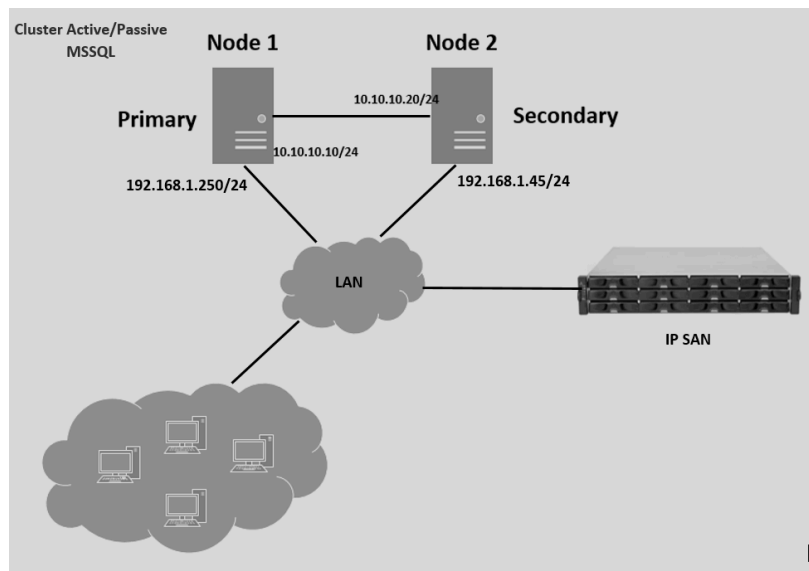 Cluster Active/Passive
MSSQL
Node 1
Node 2
10.10.10.20/24
Primary
Secondary
10.10.10.10/24
192.168.1.250/24
192.168.1.45/24
LAN
IP SAN